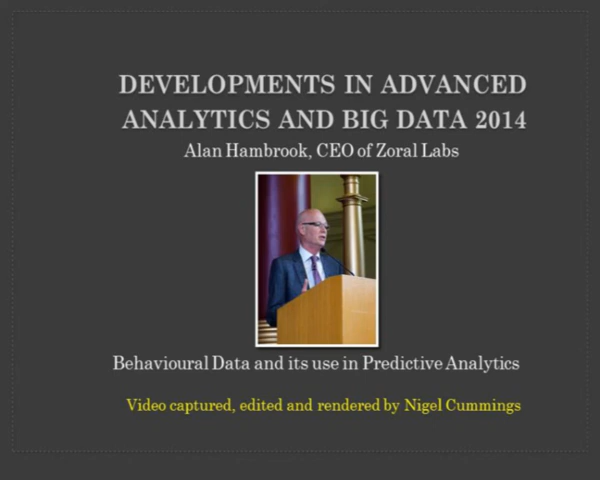 DEVELOPMENTS IN ADVANCED
ANALYTICS AND BIG DATA 2014
Alan Hambrook, CEO of Zoral Labs
Behavioural Data and its use in Predictive Analytics
Video captured, edited and rendered by Nigel Cummings